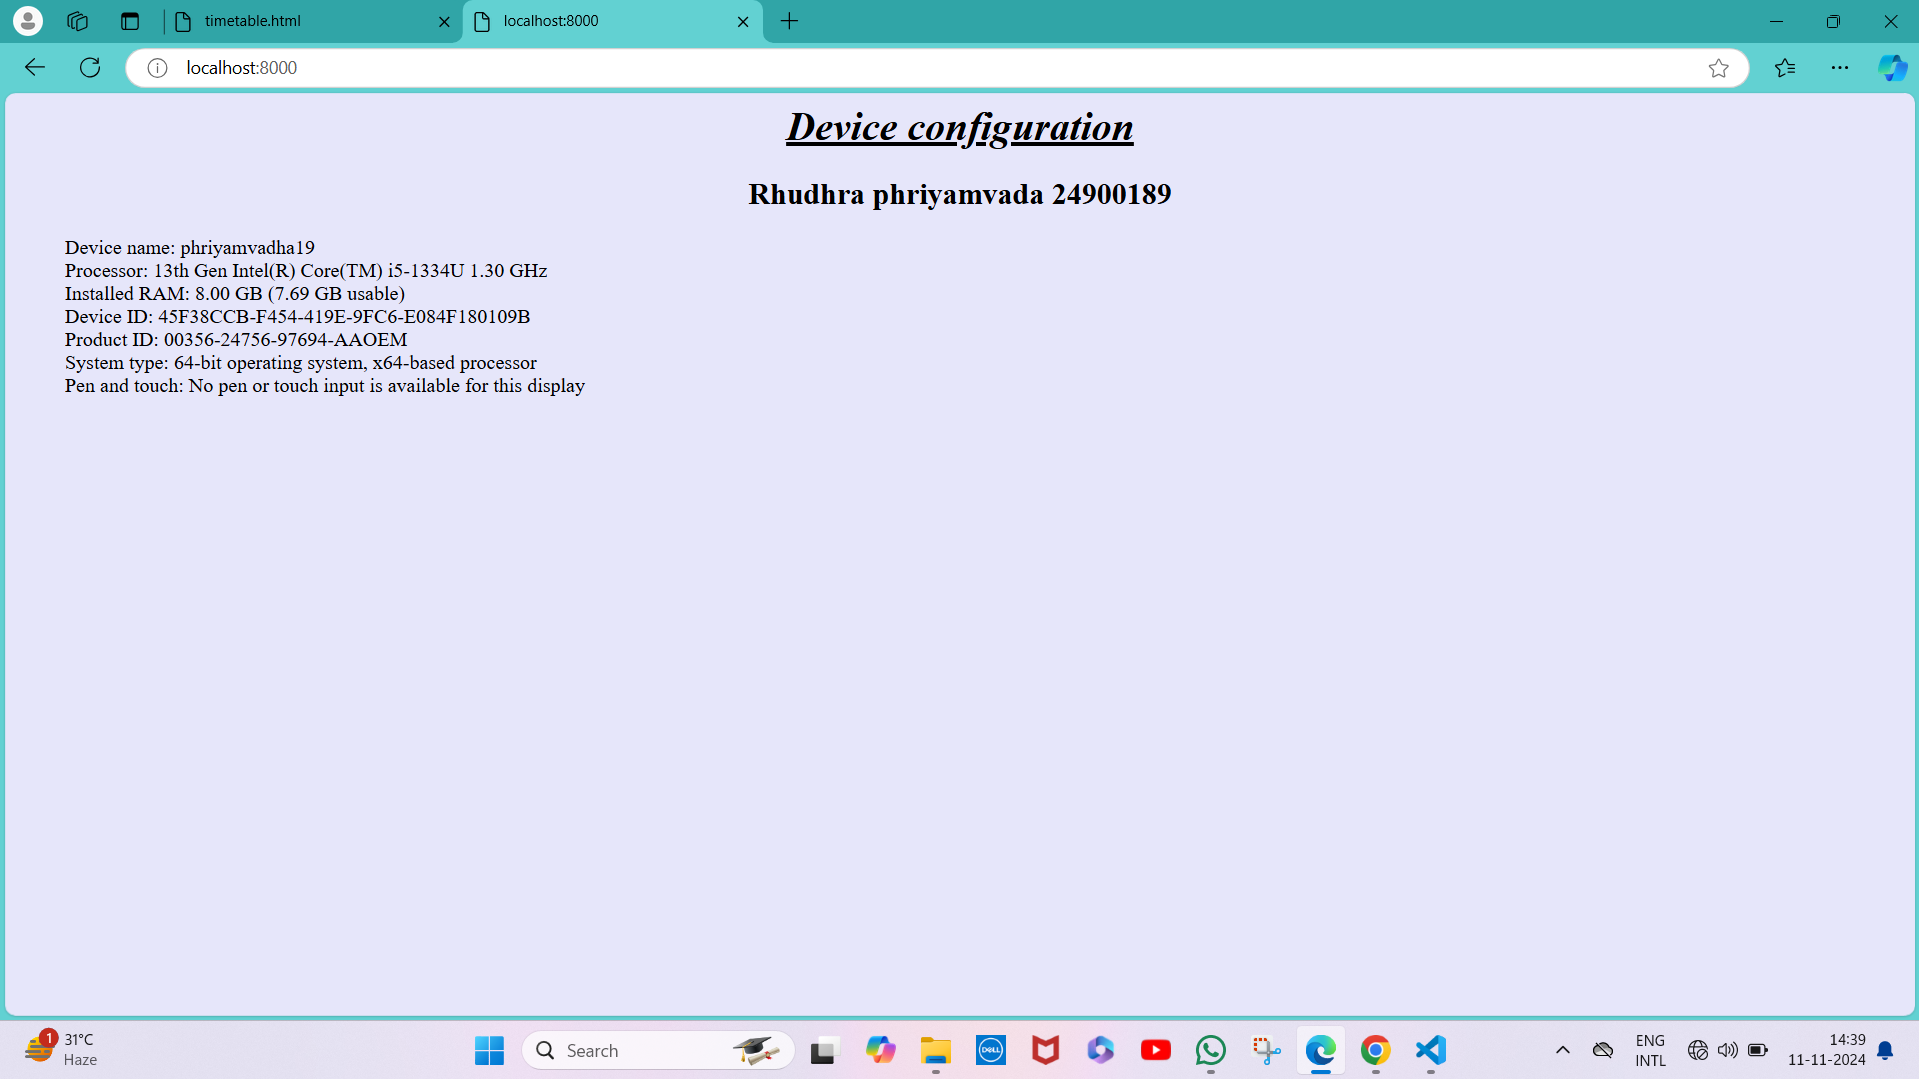 timetable.html
localhost:8000
localhost:8000
Device configuration
Rhudhra phriyamvada 24900189
Device name: phriyamvadha19
Processor: 13th Gen Intel(R) Core(TM) i5-1334U 1.30 GHz
Installed RAM: 8.00 GB (7.69 GB usable)
Device ID: 45F38CCB-F454-419E-9FC6-E084F180109B
Product ID: 00356-24756-97694-AAOEM
System type: 64-bit operating system, x64-based processor
Pen and touch: No pen or touch input is available for this display
1
31°C
Haze
Search
DELL
ENG
INTL
14:39
11-11-2024